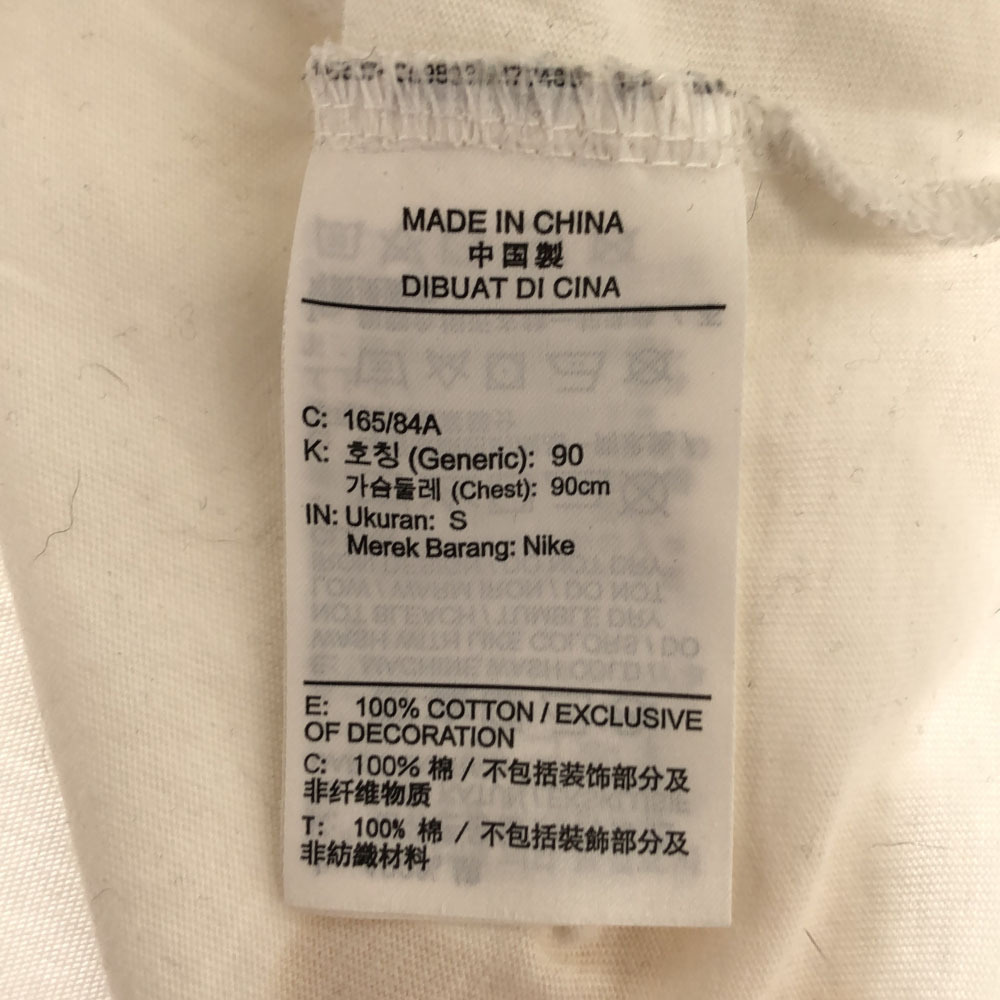 MADE IN CHINA
中国製
DIBUAT DI CINA
C: 165/84A
K: 호칭 (Generic): 90
가슴둘레 (Chest): 90cm
IN: Ukuran: S
Merek Barang: Nike
E: 100% COTTON / EXCLUSIVE
OF DECORATION
C: 100% 棉 / 不包括装饰部分及
非纤维物质
T: 100% 棉 / 不包括裝飾部分及
非紡織材料